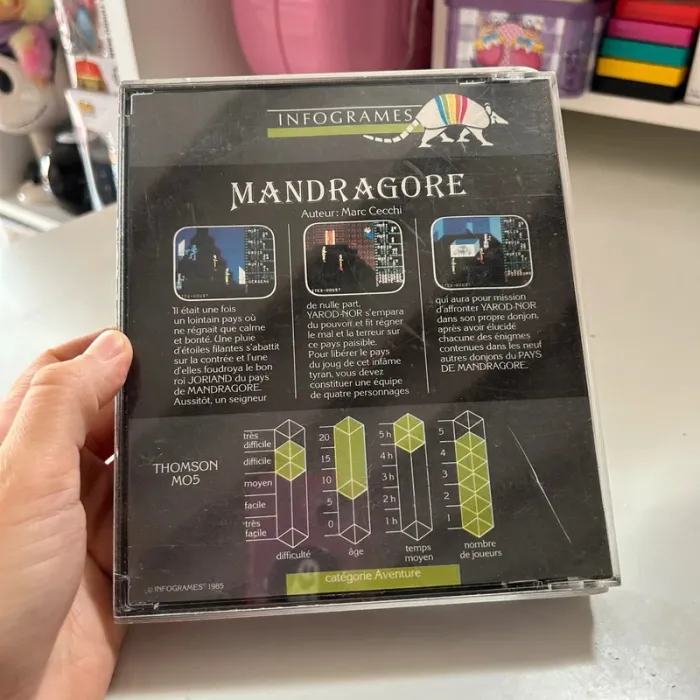 INFOGRAMES
MANDRAGORE
Auteur: Marc Cecchi
Il était une fois
un lointain pays où
ne régnait que calme
et bonté. Une pluie
d'étoiles filantes s'abattit
sur la contrée et l'une
d'elles foudroya le bon
roi JORIAND du pays
de MANDRAGORE.
Aussitôt, un seigneur
de nulle part,
YAROD-NOR s'empara
du pouvoir et fit régner
le mal et la terreur sur
ce pays paisible.
Pour libérer le pays
du joug de cet infâme
tyran, vous devez
constituer une équipe
de quatre personnages
qui aura pour mission
d'affronter YAROD-NOR
dans son propre donjon,
après avoir élucidé
chacune des énigmes
contenues dans les neuf
autres donjons du PAYS
DE MANDRAGORE.
THOMSON
MO5
très
difficile
difficile
moyen
facile
très
facile
difficulté
20
15
10
5
0
âge
5 h
4 h
3 h
2 h
1 h
temps
moyen
5
4
3
2
1
nombre
de joueurs
catégorie Aventure
© INFOGRAMES 1985